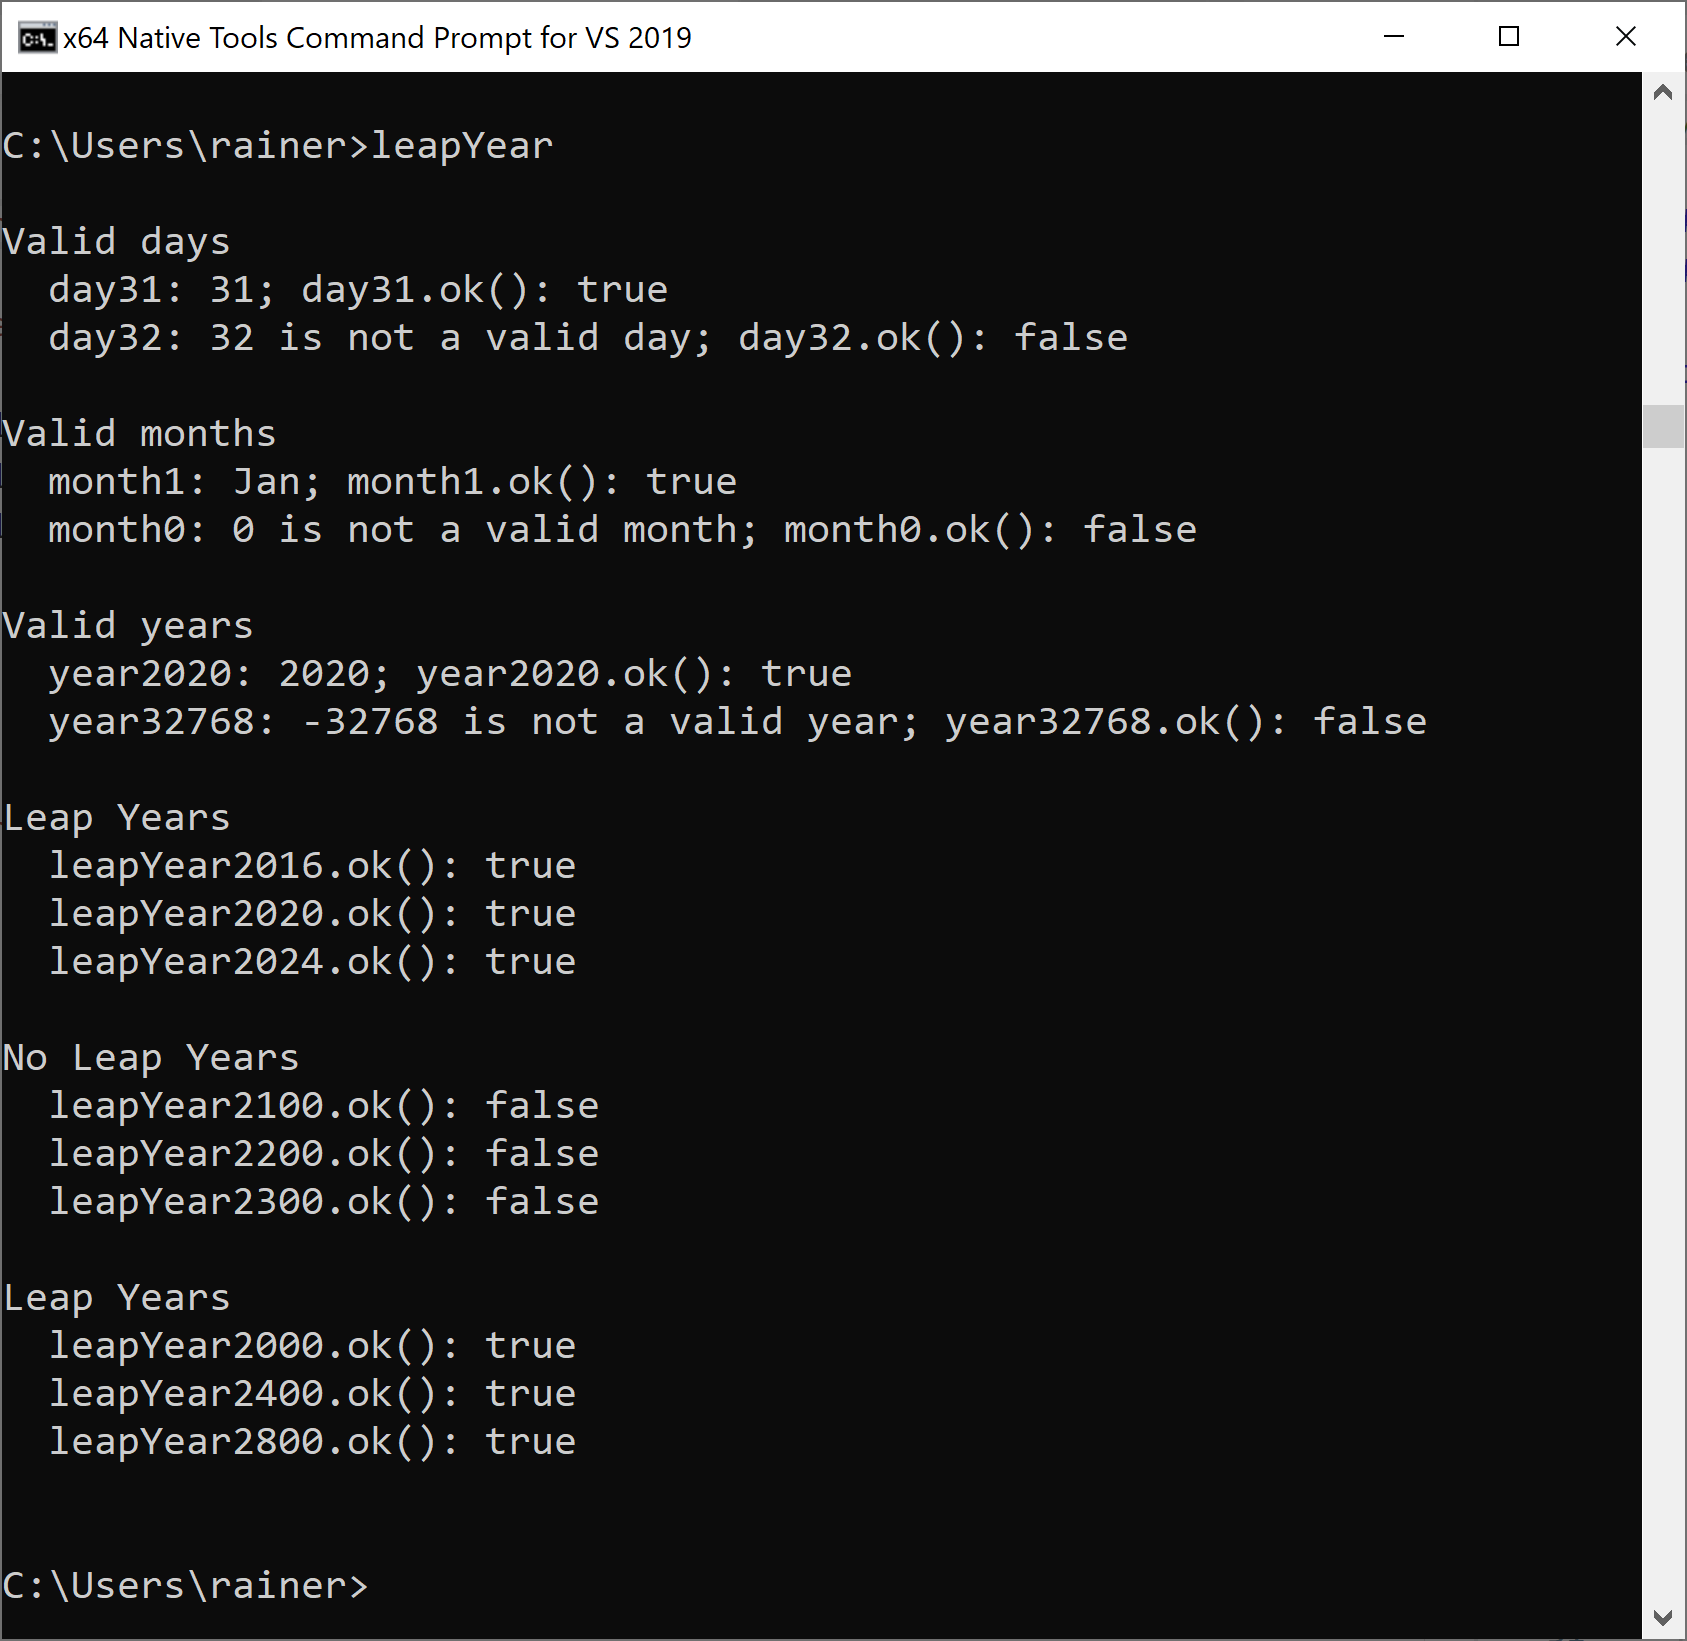 x64 Native Tools Command Prompt for VS 2019
C:\Users\rainer>leapYear
Valid days
  day31: 31; day31.ok(): true
  day32: 32 is not a valid day; day32.ok(): false
Valid months
  month1: Jan; month1.ok(): true
  month0: 0 is not a valid month; month0.ok(): false
Valid years
  year2020: 2020; year2020.ok(): true
  year32768: -32768 is not a valid year; year32768.ok(): false
Leap Years
  leapYear2016.ok(): true
  leapYear2020.ok(): true
  leapYear2024.ok(): true
No Leap Years
  leapYear2100.ok(): false
  leapYear2200.ok(): false
  leapYear2300.ok(): false
Leap Years
  leapYear2000.ok(): true
  leapYear2400.ok(): true
  leapYear2800.ok(): true
C:\Users\rainer>